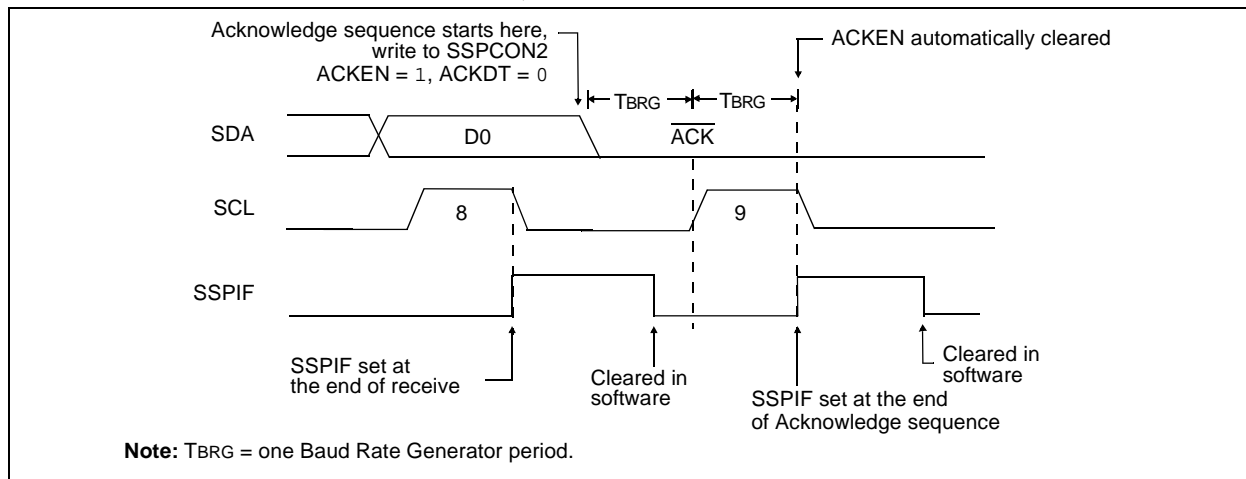 Acknowledge sequence starts here,
write to SSPCON2
ACKEN = 1, ACKDT = 0
ACKEN automatically cleared
TBRG
TBRG
SDA
D0
ACK
SCL
8
9
SSPIF
SSPIF set at
the end of receive
Cleared in
software
SSPIF set at the end
of Acknowledge sequence
Cleared in
software
Note: TBRG = one Baud Rate Generator period.